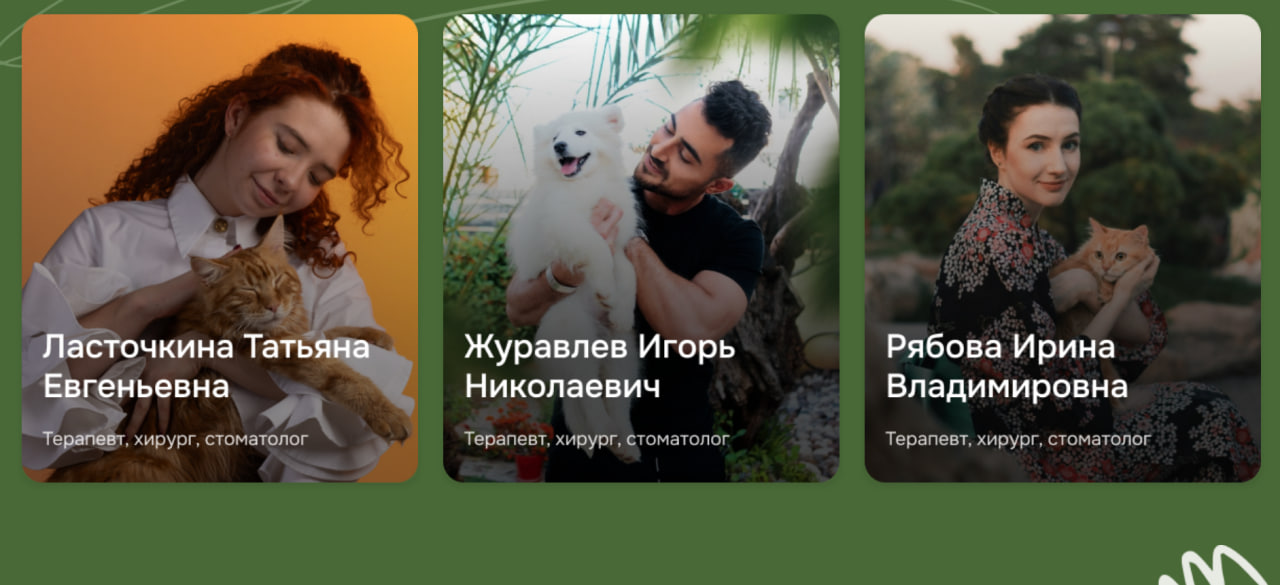 Ласточкина Татьяна
Евгеньевна
Терапевт, хирург, стоматолог
Журавлев Игорь
Николаевич
Терапевт, хирург, стоматолог
Рябова Ирина
Владимировна
Терапевт, хирург, стоматолог